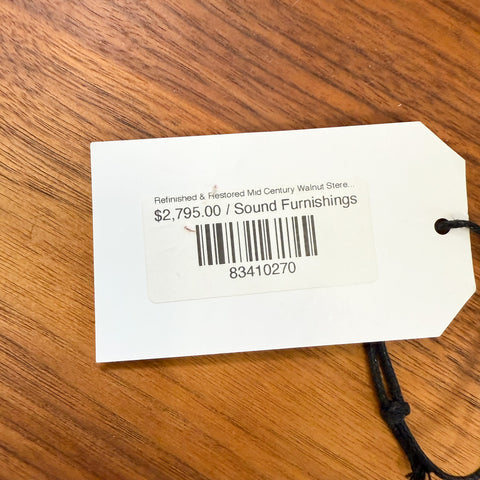 Refinished & Restored Mid Century Walnut Stere...
$2,795.00 / Sound Furnishings
83410270